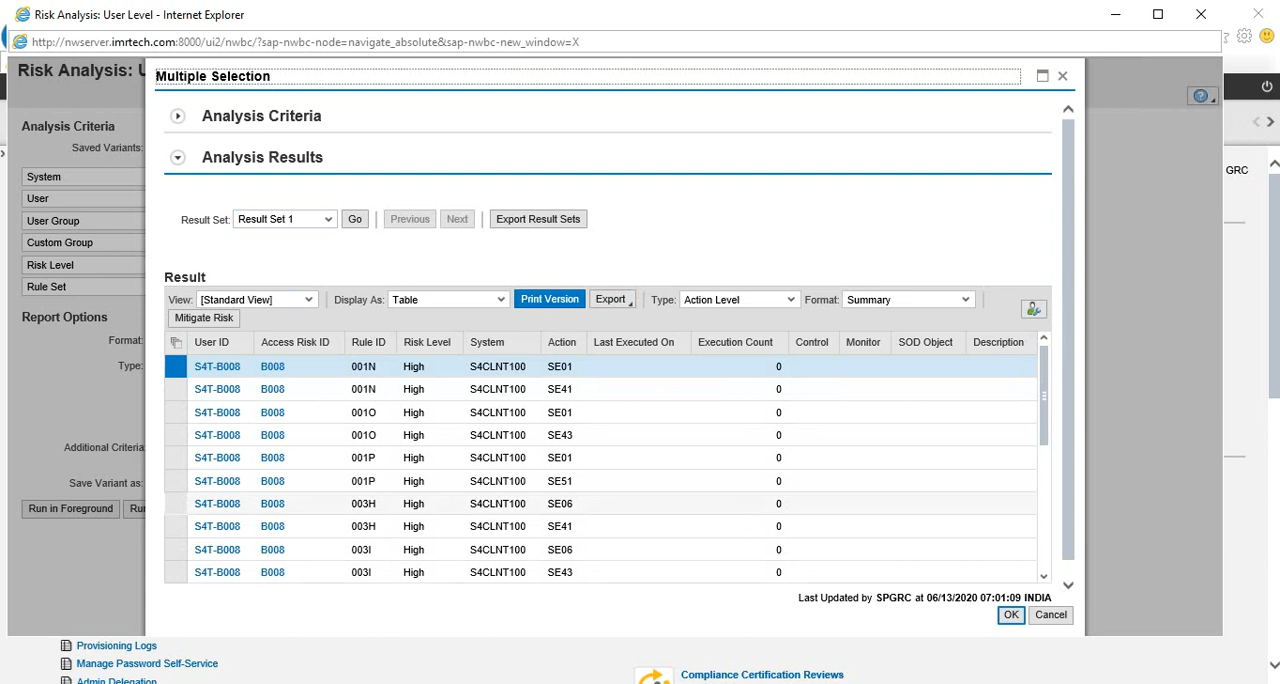 Risk Analysis: User Level - Internet Explorer
http://nwserver.imrtech.com:8000/ui2/nwbc/?sap-nwbc-node=navigate_absolute&sap-nwbc-new_window=X
Risk Analysis: U
Multiple Selection
Analysis Criteria
Saved Variants:
System
User
User Group
Custom Group
Risk Level
Rule Set
Report Options
Format:
Type:
Additional Criteria:
Save Variant as:
Run in Foreground
Analysis Criteria
Analysis Results
Result Set: Result Set 1 Go Previous Next Export Result Sets
Result
View: [Standard View] Display As: Table Print Version Export Type: Action Level Format: Summary
Mitigate Risk
User ID Access Risk ID Rule ID Risk Level System Action Last Executed On Execution Count Control Monitor SOD Object Description
S4T-B008 B008 001N High S4CLNT100 SE01 0
S4T-B008 B008 001N High S4CLNT100 SE41 0
S4T-B008 B008 001O High S4CLNT100 SE01 0
S4T-B008 B008 001O High S4CLNT100 SE43 0
S4T-B008 B008 001P High S4CLNT100 SE01 0
S4T-B008 B008 001P High S4CLNT100 SE51 0
S4T-B008 B008 003H High S4CLNT100 SE06 0
S4T-B008 B008 003H High S4CLNT100 SE41 0
S4T-B008 B008 003I High S4CLNT100 SE06 0
S4T-B008 B008 003I High S4CLNT100 SE43 0
Last Updated by SPGRC at 06/13/2020 07:01:09 INDIA
OK Cancel
GRC
Provisioning Logs
Manage Password Self-Service
Admin Delegation
Compliance Certification Reviews